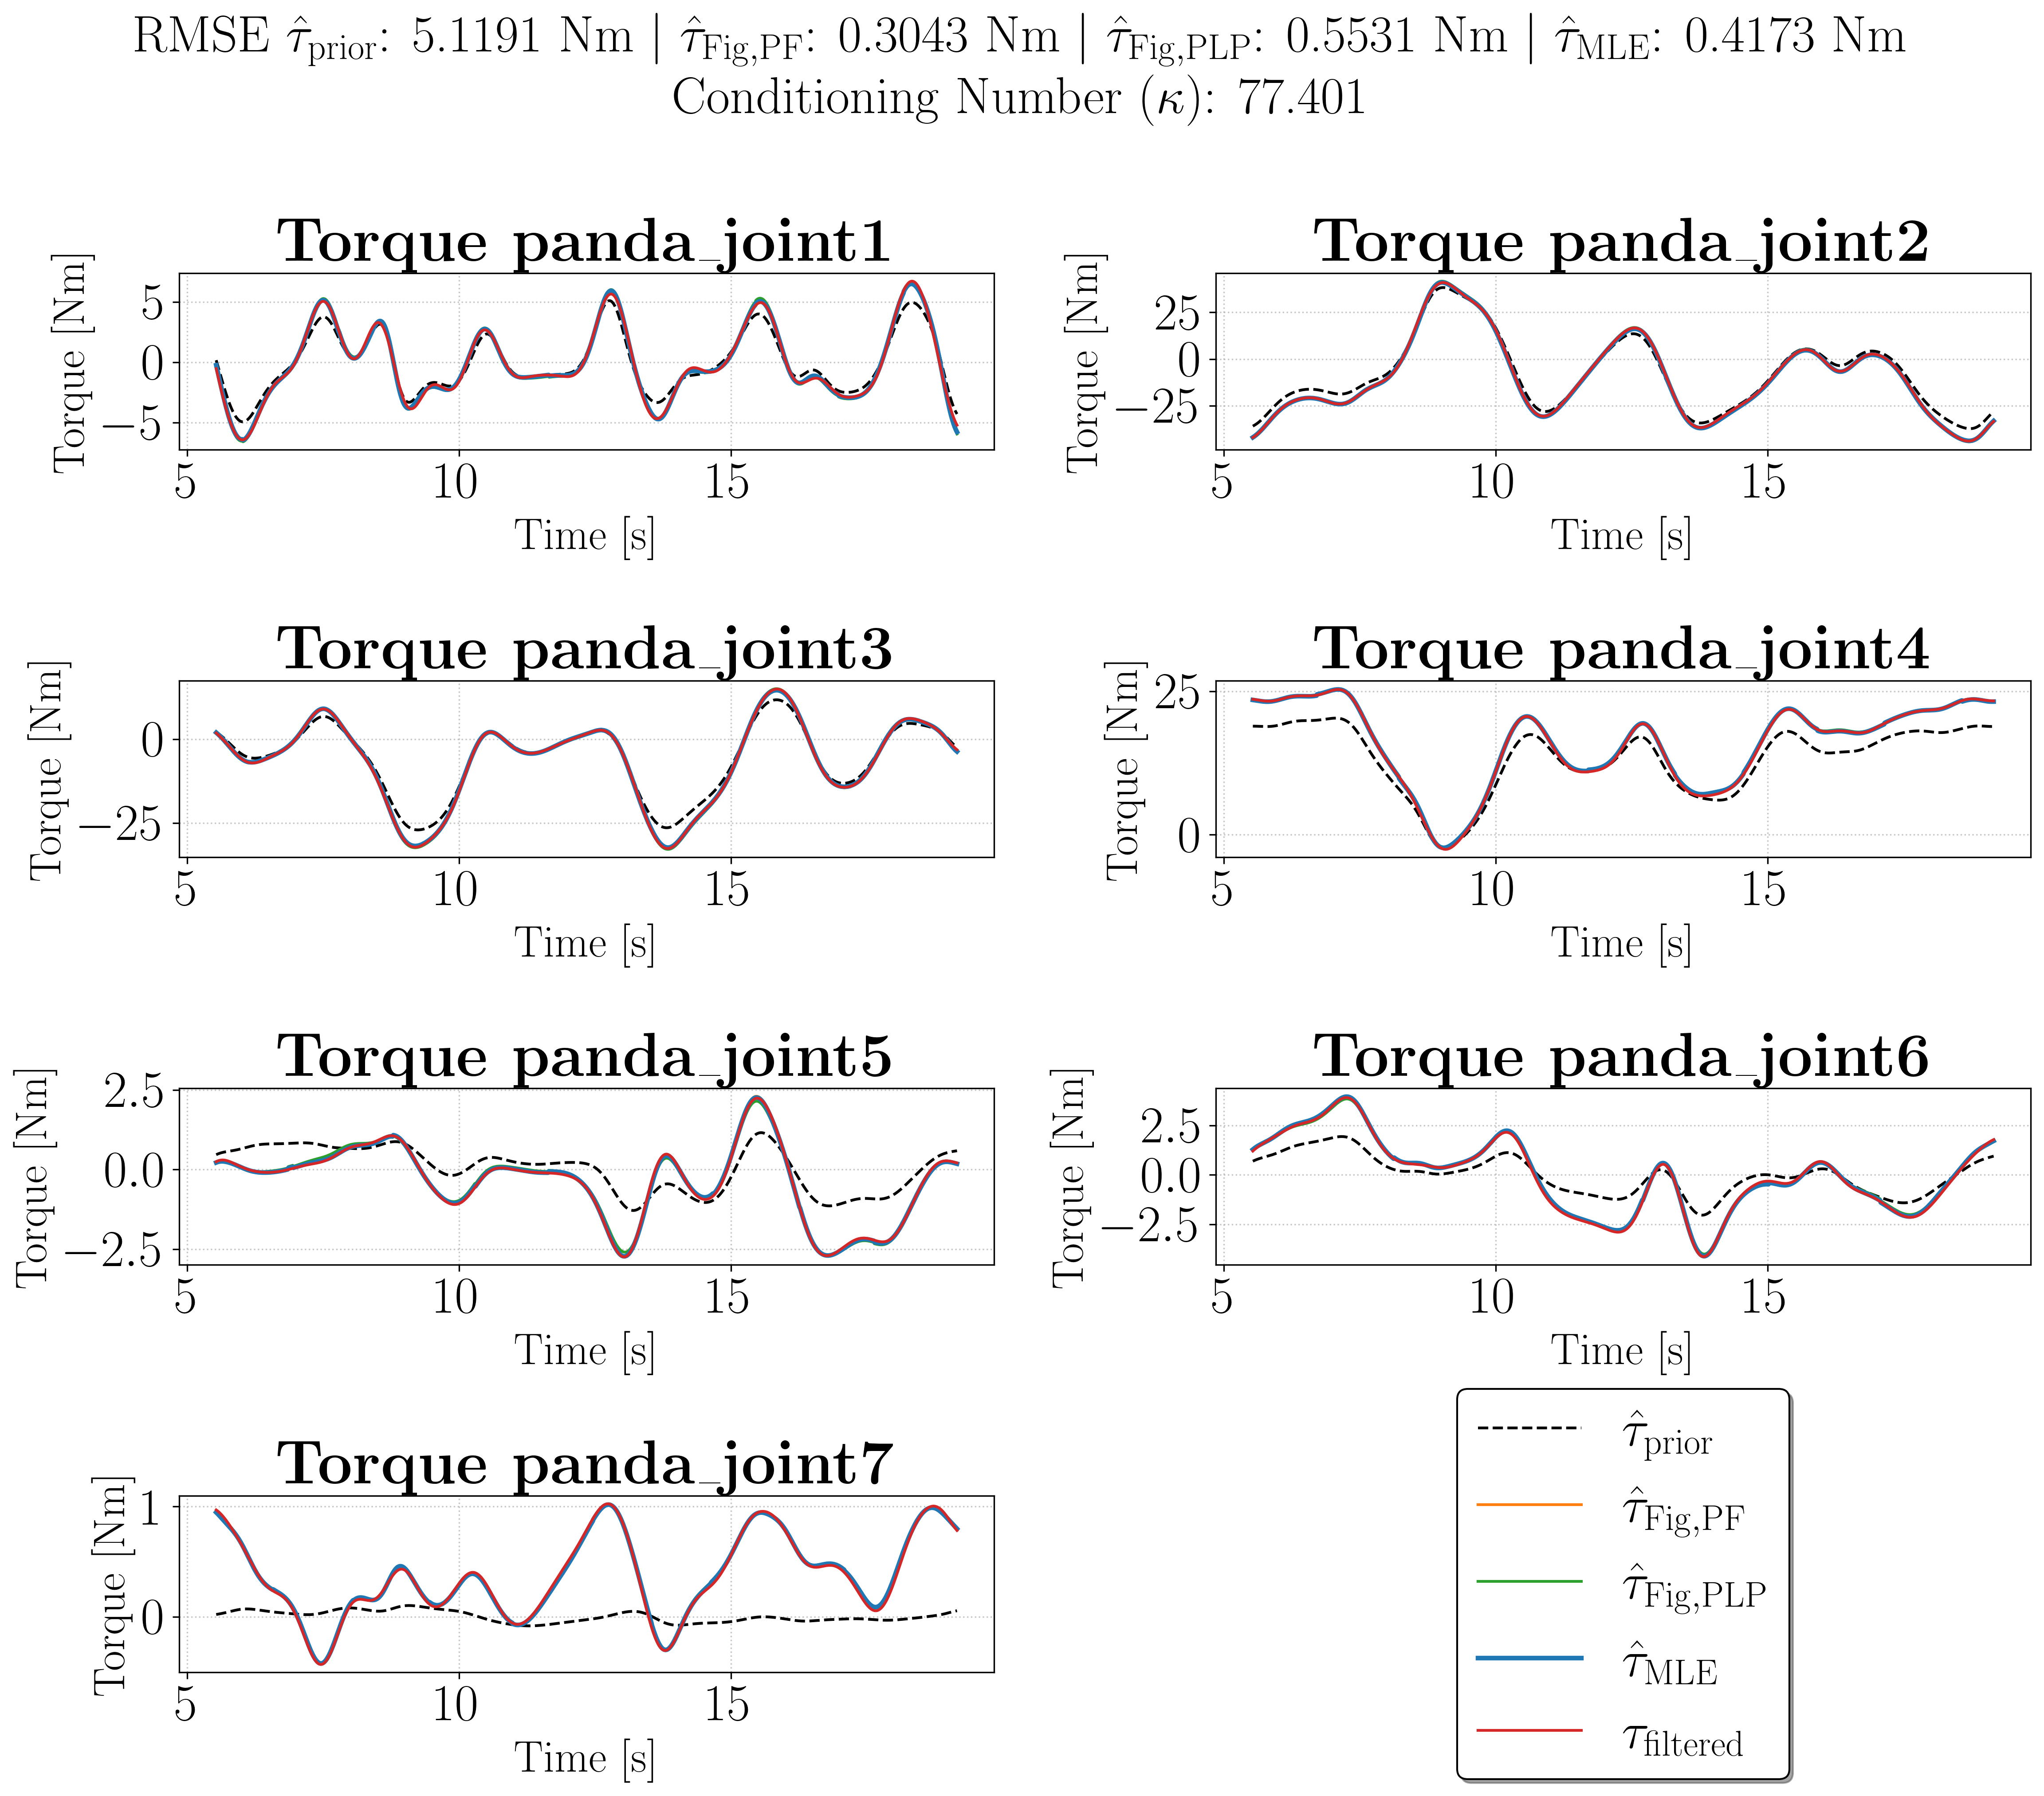 RMSE τ̂prior: 5.1191 Nm | τ̂Fig,PF: 0.3043 Nm | τ̂Fig,PLP: 0.5531 Nm | τ̂MLE: 0.4173 Nm
Conditioning Number (κ): 77.401
Torque panda_joint1
Torque [Nm]
5
0
−5
5 10 15
Time [s]
Torque panda_joint2
Torque [Nm]
25
0
−25
5 10 15
Time [s]
Torque panda_joint3
Torque [Nm]
0
−25
5 10 15
Time [s]
Torque panda_joint4
Torque [Nm]
25
0
5 10 15
Time [s]
Torque panda_joint5
Torque [Nm]
2.5
0.0
−2.5
5 10 15
Time [s]
Torque panda_joint6
Torque [Nm]
2.5
0.0
−2.5
5 10 15
Time [s]
Torque panda_joint7
Torque [Nm]
1
0
5 10 15
Time [s]
τ̂prior
τ̂Fig,PF
τ̂Fig,PLP
τ̂MLE
τfiltered